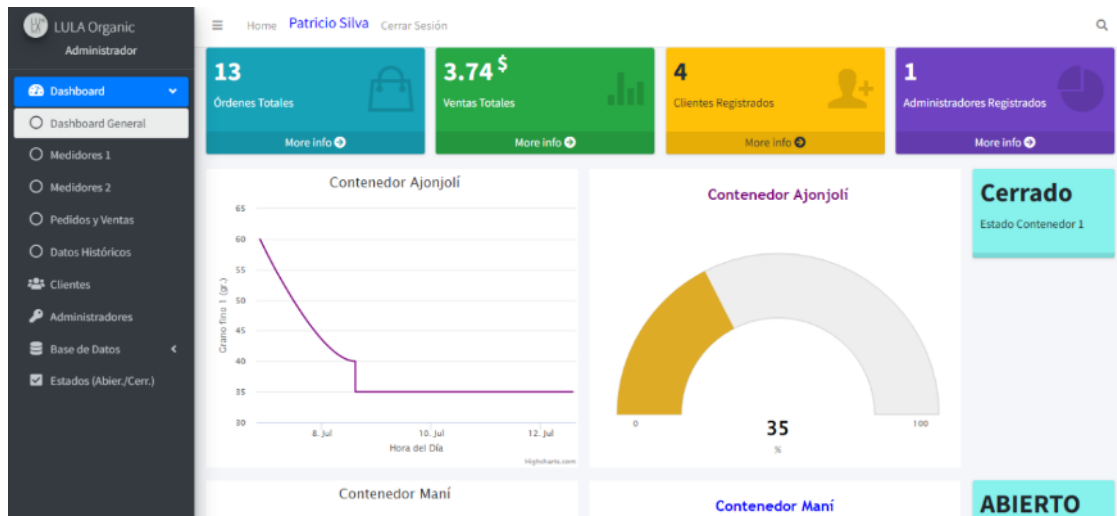 LULA Organic
Administrador
Dashboard
Dashboard General
Medidores 1
Medidores 2
Pedidos y Ventas
Datos Históricos
Clientes
Administradores
Base de Datos
Estados (Abier./Cerr.)
Home Patricio Silva Cerrar Sesión
13
Órdenes Totales
More info
3.74 $
Ventas Totales
More info
4
Clientes Registrados
More info
1
Administradores Registrados
More info
Contenedor Ajonjolí
65
60
55
50
45
40
35
30
Grano fino 1 (gr.)
8. Jul
10. Jul
12. Jul
Hora del Día
Highcharts.com
Contenedor Ajonjolí
0
35
100
%
Cerrado
Estado Contenedor 1
Contenedor Maní
Contenedor Maní
ABIERTO